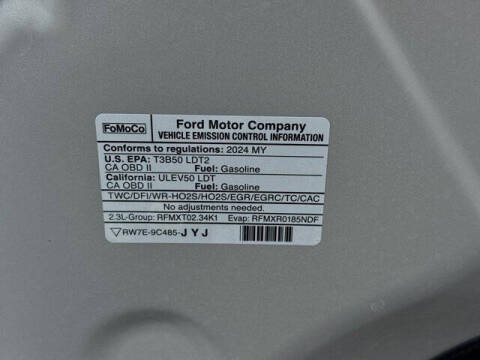 FoMoCo
Ford Motor Company
VEHICLE EMISSION CONTROL INFORMATION
Conforms to regulations: 2024 MY
U.S. EPA: T3B50 LDT2
CA OBD II Fuel: Gasoline
California: ULEV50 LDT
CA OBD II Fuel: Gasoline
TWC/DFI/WR-HO2S/HO2S/EGR/EGRC/TC/CAC
No adjustments needed.
2.3L-Group: RFMXT02.34K1 Evap: RFMXR0185NDF
RW7E-9C485-JYJ